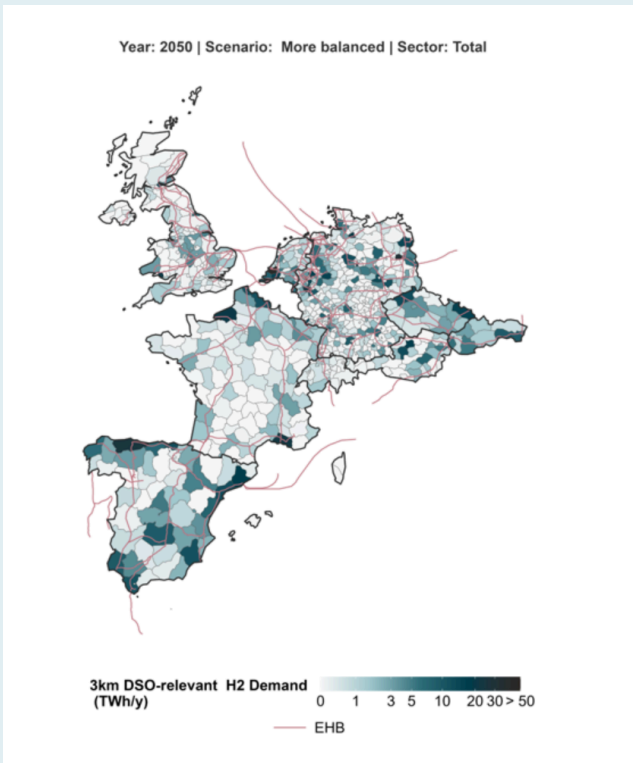 Year: 2050 | Scenario:  More balanced | Sector: Total
3km DSO-relevant  H2 Demand
(TWh/y)
0 1 3 5 10 20 30 > 50
EHB